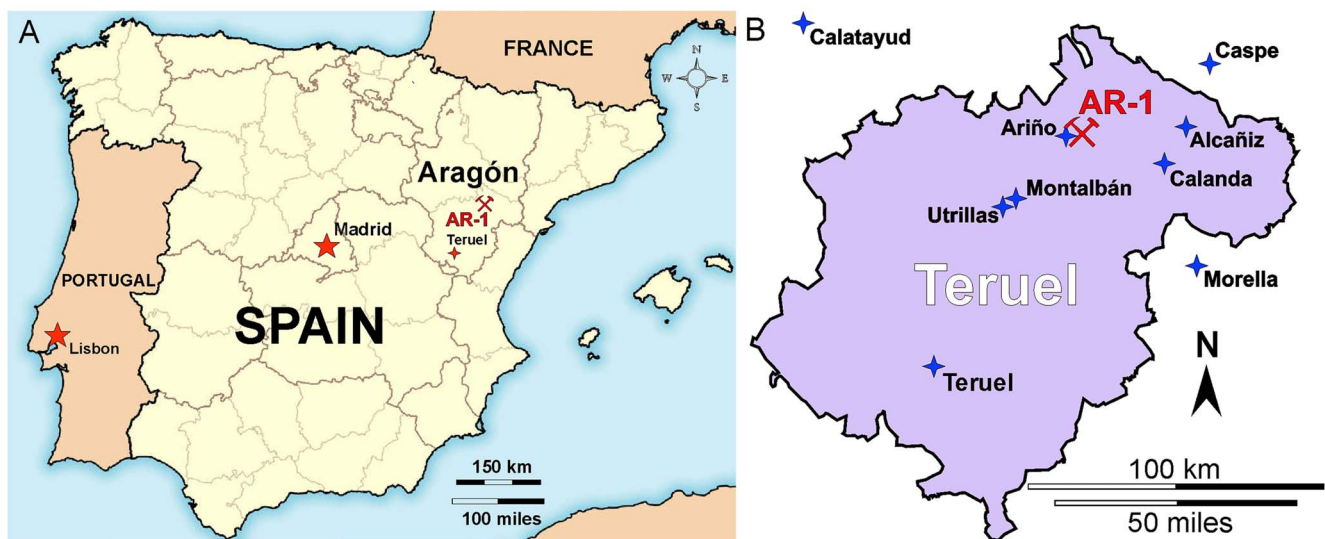 A
FRANCE
N
W
E
S
Aragón
AR-1
Teruel
Madrid
PORTUGAL
SPAIN
Lisbon
150 km
100 miles
B
Calatayud
Caspe
AR-1
Ariño
Alcañiz
Calanda
Montalbán
Utrillas
Teruel
Morella
N
Teruel
100 km
50 miles